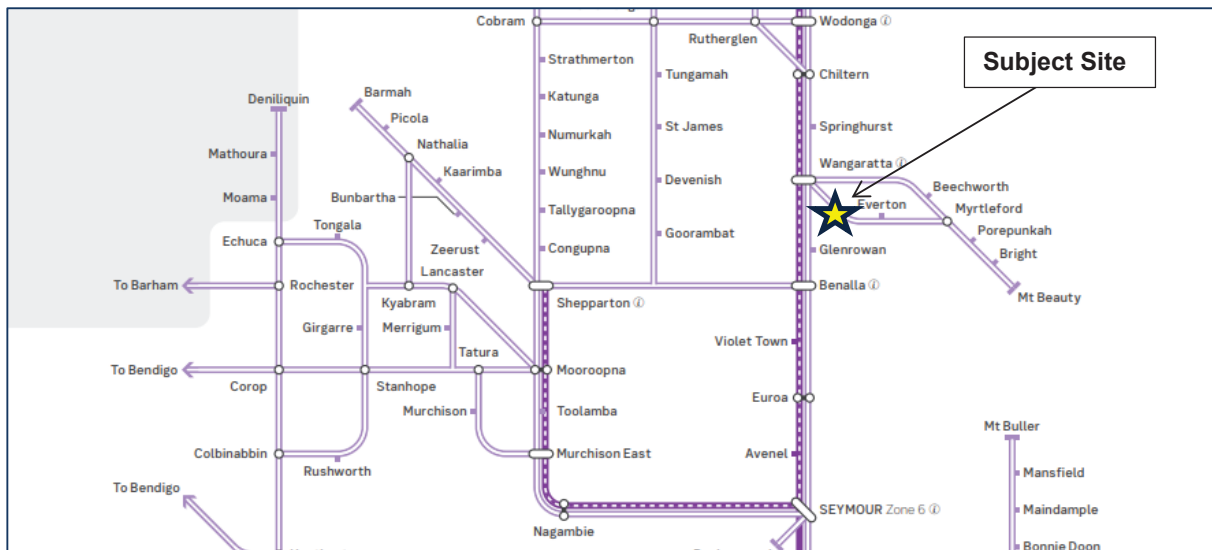 Cobram
Rutherglen
Wodonga
Subject Site
Strathmerton
Tungamah
Chiltern
Deniliquin
Barmah
Katunga
Picola
Mathoura
Nathalia
Numurkah
St James
Springhurst
Kaarimba
Wunghnu
Devenish
Wangaratta
Beechworth
Moama
Bunbartha
Tallygaroopna
Everton
Myrtleford
Tongala
Goorambat
Porepunkah
Echuca
Zeerust
Congupna
Glenrowan
Bright
Lancaster
To Barham
Rochester
Kyabram
Shepparton
Benalla
Mt Beauty
Girgarre
Merrigum
Violet Town
Tatura
To Bendigo
Corop
Stanhope
Mooroopna
Euroa
Murchison
Toolamba
Mt Buller
Colbinabbin
Rushworth
Murchison East
Avenel
Mansfield
To Bendigo
Nagambie
SEYMOUR Zone 6
Maindample
Bonnie Doon